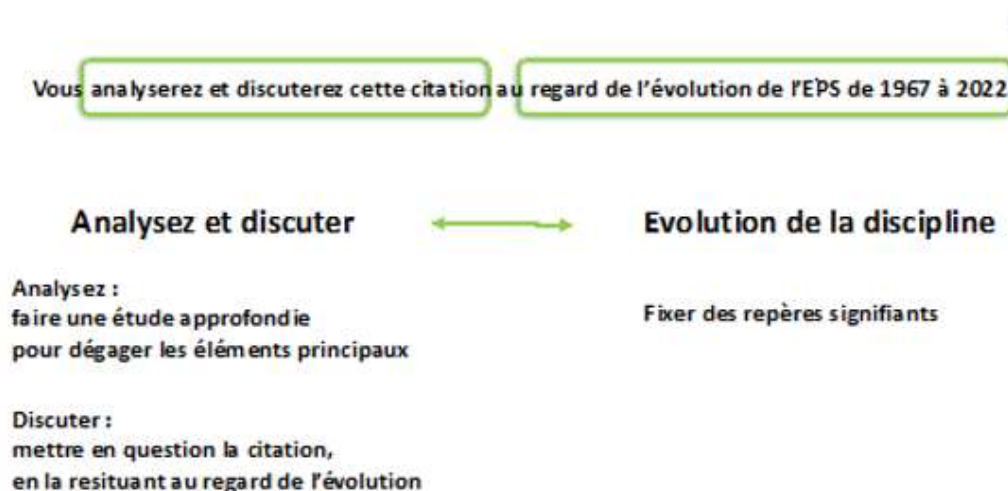 Vous analyserez et discuterez cette citation au regard de l'évolution de l'EPS de 1967 à 2022
Analysez et discuter
Evolution de la discipline
Analysez :
faire une étude approfondie
pour dégager les éléments principaux
Fixer des repères signifiants
Discuter :
mettre en question la citation,
en la resituant au regard de l'évolution